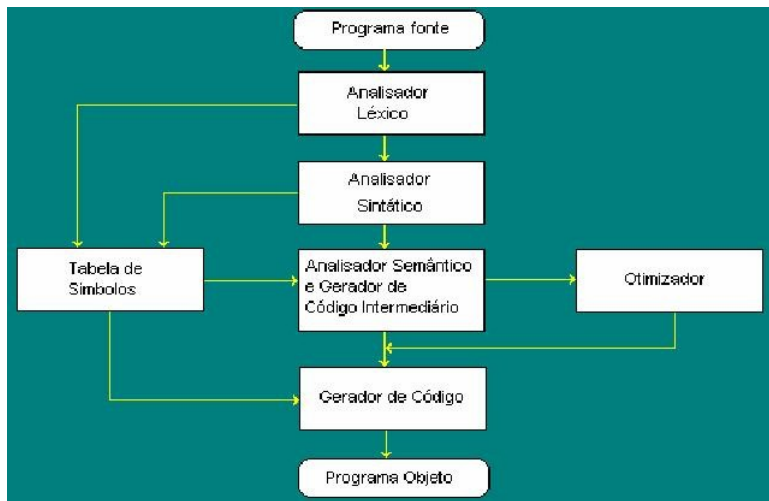 Programa fonte
Analisador
Léxico
Analisador
Sintático
Tabela de
Simbolos
Analisador Semântico
e Gerador de
Código Intermediário
Otimizador
Gerador de Código
Programa Objeto